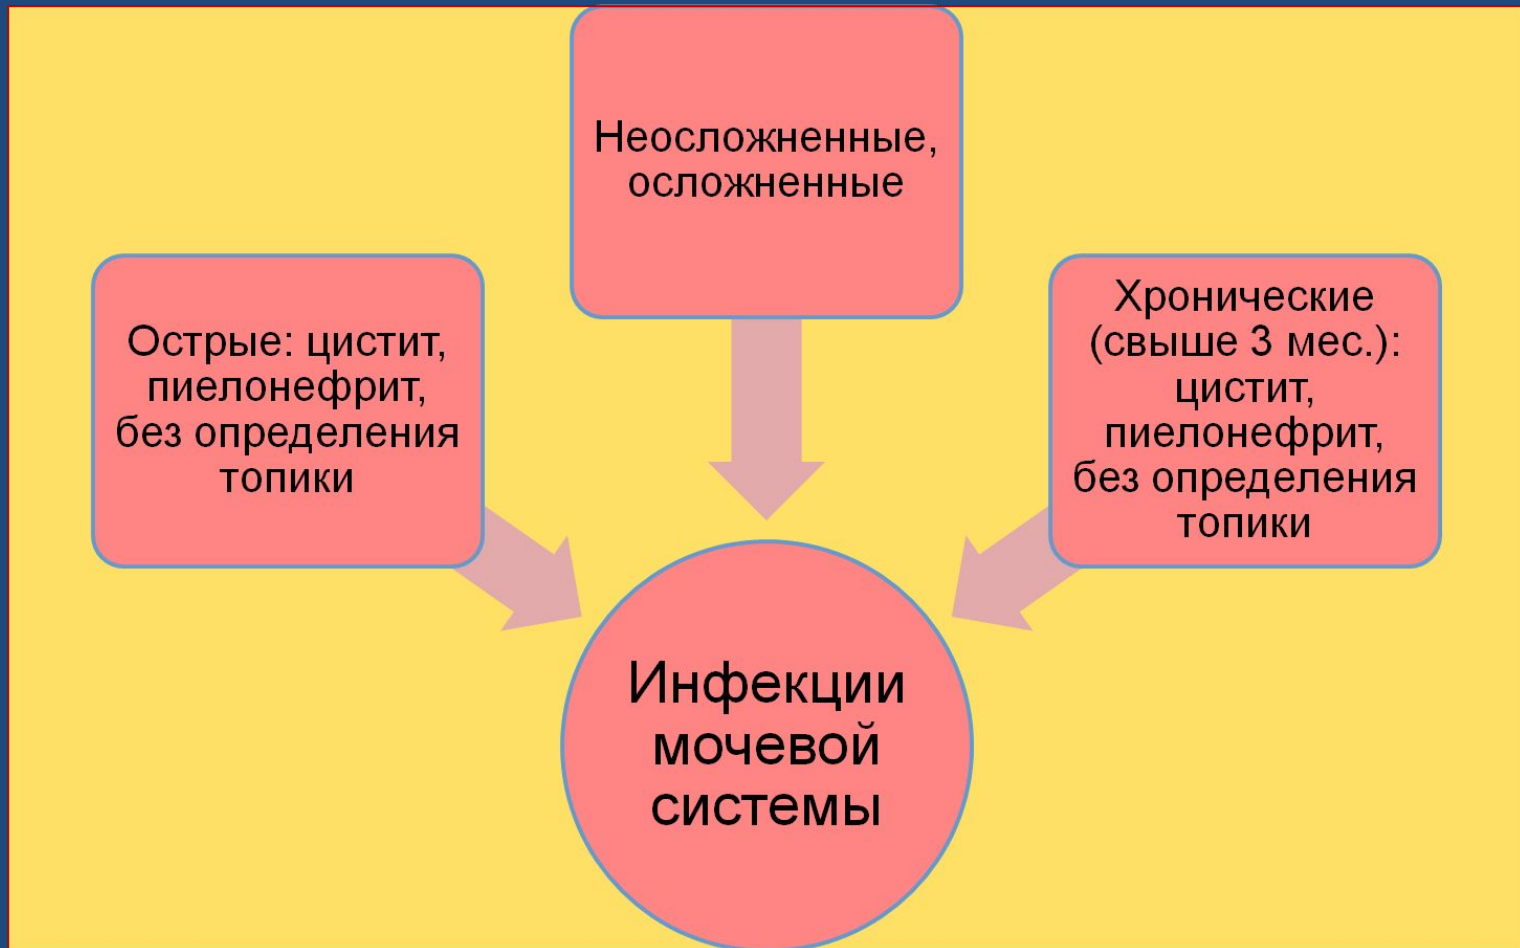 Неосложненные,
осложненные
Острые: цистит,
пиелонефрит,
без определения
топики
Хронические
(свыше 3 мес.):
цистит,
пиелонефрит,
без определения
топики
Инфекции
мочевой
системы